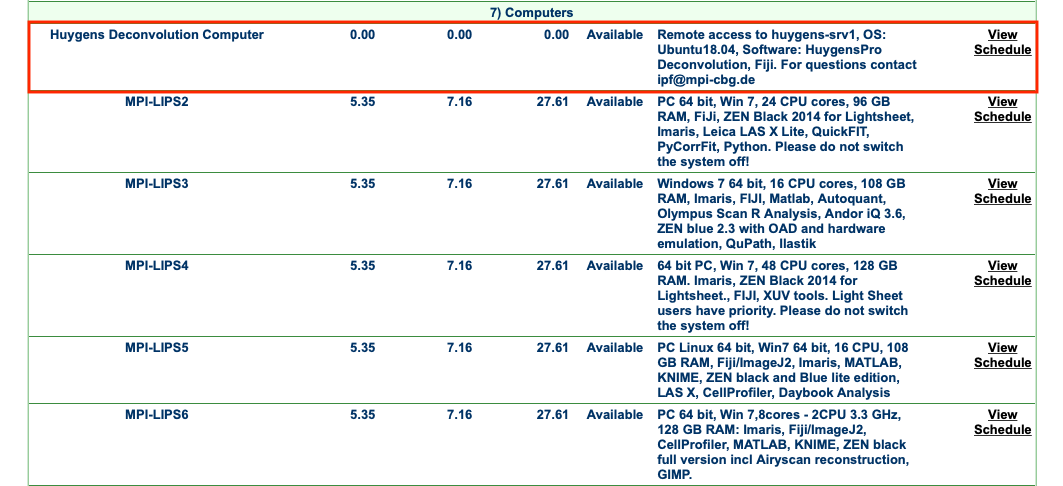 7) Computers
Huygens Deconvolution Computer 0.00 0.00 0.00 Available Remote access to huygens-srv1, OS: View
Ubuntu18.04, Software: HuygensPro Schedule
Deconvolution, Fiji. For questions contact
ipf@mpi-cbg.de
MPI-LIPS2 5.35 7.16 27.61 Available PC 64 bit, Win 7, 24 CPU cores, 96 GB View
RAM, FiJi, ZEN Black 2014 for Lightsheet, Schedule
Imaris, Leica LAS X Lite, QuickFIT,
PyCorrFit, Python. Please do not switch
the system off!
MPI-LIPS3 5.35 7.16 27.61 Available Windows 7 64 bit, 16 CPU cores, 108 GB View
RAM, Imaris, FIJI, Matlab, Autoquant, Schedule
Olympus Scan R Analysis, Andor iQ 3.6,
ZEN blue 2.3 with OAD and hardware
emulation, QuPath, Ilastik
MPI-LIPS4 5.35 7.16 27.61 Available 64 bit PC, Win 7, 48 CPU cores, 128 GB View
RAM. Imaris, ZEN Black 2014 for Schedule
Lightsheet., FIJI, XUV tools. Light Sheet
users have priority. Please do not switch
the system off!
MPI-LIPS5 5.35 7.16 27.61 Available PC Linux 64 bit, Win7 64 bit, 16 CPU, 108 View
GB RAM, Fiji/ImageJ2, Imaris, MATLAB, Schedule
KNIME, ZEN black and Blue lite edition,
LAS X, CellProfiler, Daybook Analysis
MPI-LIPS6 5.35 7.16 27.61 Available PC 64 bit, Win 7,8cores - 2CPU 3.3 GHz, View
128 GB RAM: Imaris, Fiji/ImageJ2, Schedule
CellProfiler, MATLAB, KNIME, ZEN black
full version incl Airyscan reconstruction,
GIMP.